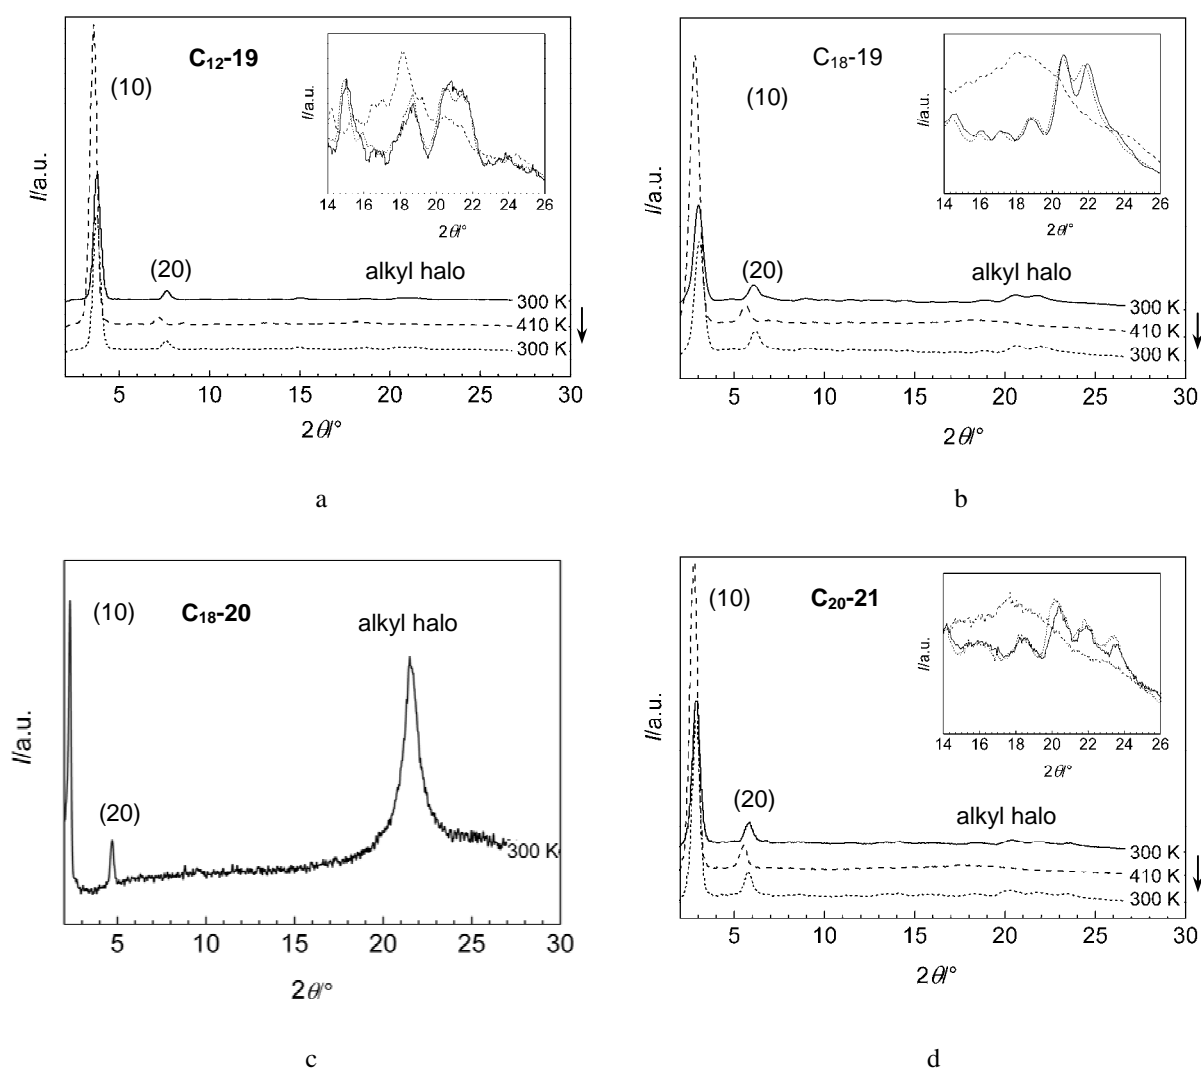 C12-19
(10)
I/a.u.
I/a.u.
14 16 18 20 22 24 26
2θ/°
(20)
alkyl halo
300 K
410 K
300 K
5 10 15 20 25 30
2θ/°
a
C18-19
(10)
I/a.u.
I/a.u.
14 16 18 20 22 24 26
2θ/°
(20)
alkyl halo
300 K
410 K
300 K
5 10 15 20 25 30
2θ/°
b
(10)
C18-20
alkyl halo
I/a.u.
(20)
300 K
5 10 15 20 25 30
2θ/°
c
(10)
C20-21
I/a.u.
I/a.u.
14 16 18 20 22 24 26
2θ/°
(20)
alkyl halo
300 K
410 K
300 K
5 10 15 20 25 30
2θ/°
d